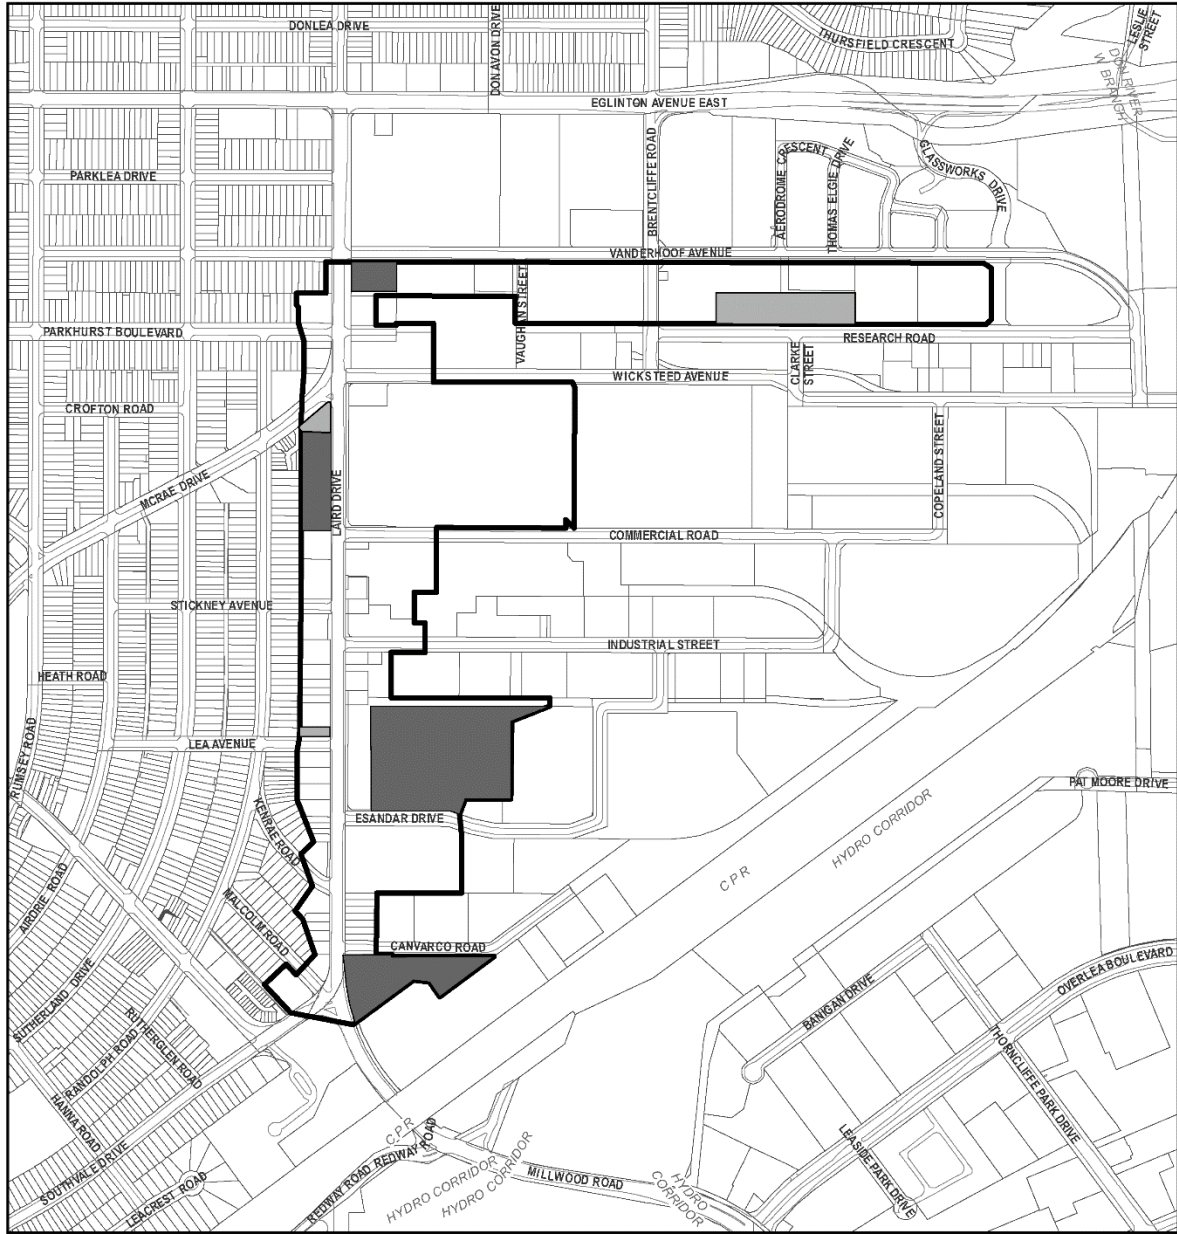 DONLEA DRIVE
DON AVON DRIVE
THURSFIELD CRESCENT
LESLIE
STREET
DON RIVER
W BRANCH
EGLINTON AVENUE EAST
BRENTCLIFFE ROAD
AERODROME CRESCENT
THOMAS ELGIE DRIVE
GLASSWORKS DRIVE
PARKLEA DRIVE
VANDERHOOF AVENUE
VAUGHAN STREET
PARKHURST BOULEVARD
RESEARCH ROAD
CLARKE
STREET
WICKSTEED AVENUE
CROFTON ROAD
COPELAND STREET
MCRAE DRIVE
LAIRD DRIVE
COMMERCIAL ROAD
STICKNEY AVENUE
INDUSTRIAL STREET
HEATH ROAD
RUMSEY ROAD
LEA AVENUE
PAT MOORE DRIVE
KENRAE ROAD
ESANDAR DRIVE
HYDRO CORRIDOR
CPR
AIRDRIE ROAD
MALCOLM ROAD
CANVARCO ROAD
OVERLEA BOULEVARD
SUTHERLAND DRIVE
BANIGAN DRIVE
RUTHERGLEN ROAD
RANDOLPH ROAD
THORNCLIFFE PARK DRIVE
HANNA ROAD
CPR
LEASIDE PARK DRIVE
SOUTHVALE DRIVE
REDWAY ROAD
REDWAY ROAD
HYDRO CORRIDOR
HYDRO CORRIDOR
MILLWOOD ROAD
HYDRO
CORRIDOR
LEACREST ROAD